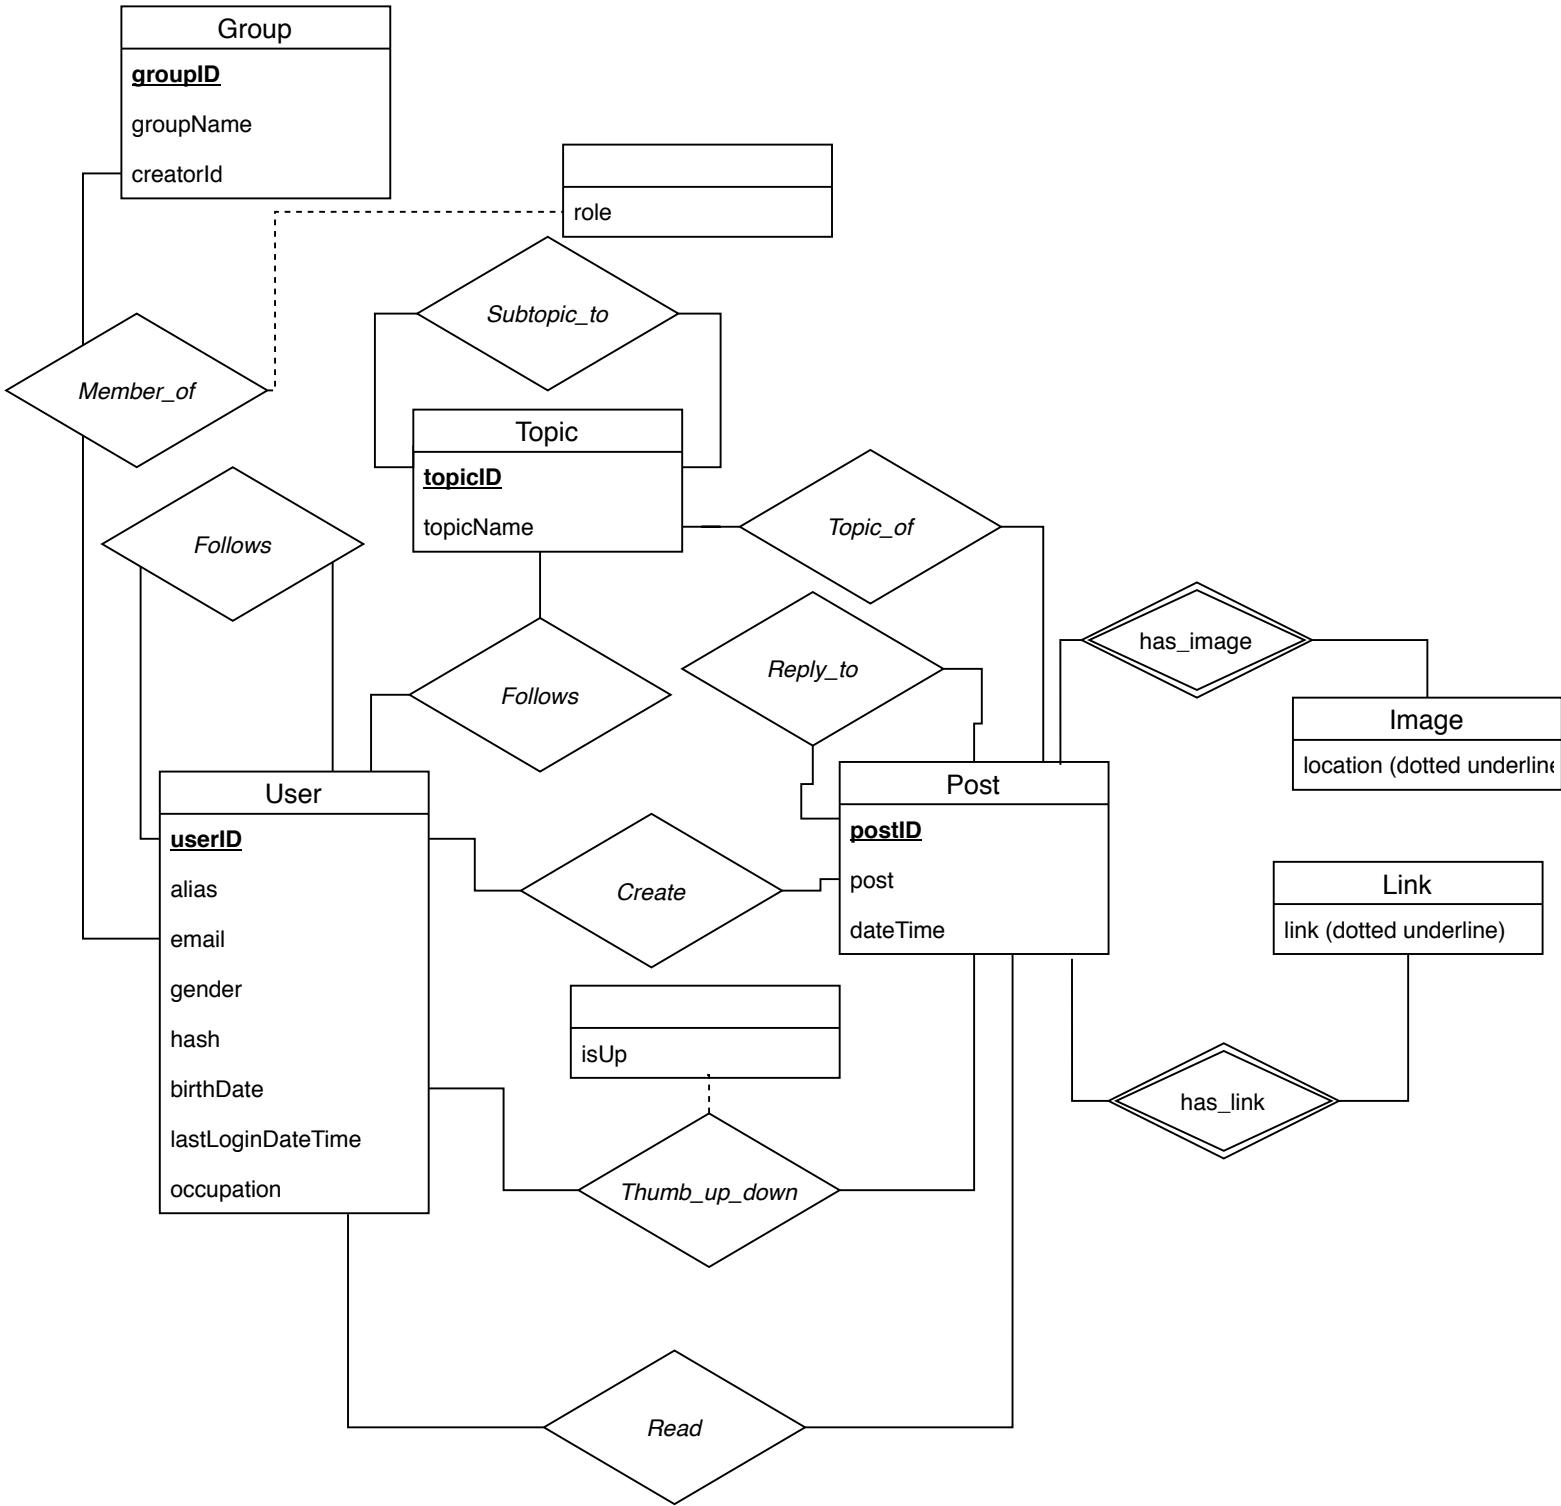 Group
groupID
groupName
creatorId
role
Subtopic_to
Member_of
Topic
topicID
topicName
Topic_of
Follows
Follows
Reply_to
has_image
Image
location (dotted underline
User
userID
alias
email
gender
hash
birthDate
lastLoginDateTime
occupation
Create
Post
postID
post
dateTime
Link
link (dotted underline)
isUp
has_link
Thumb_up_down
Read